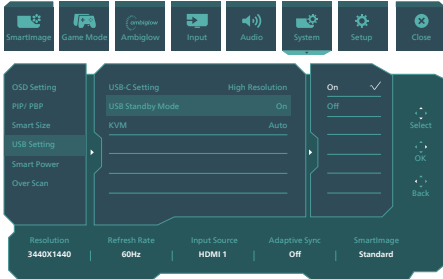 SmartImage
Game Mode
ambiglow
Ambiglow
Input
Audio
System
Setup
Close
OSD Setting
PIP/ PBP
Smart Size
USB Setting
Smart Power
Over Scan
USB-C Setting High Resolution
USB Standby Mode On
KVM Auto
On
Off
Select
OK
Back
Resolution Refresh Rate Input Source Adaptive Sync SmartImage
3440X1440 | 60Hz | HDMI 1 | Off | Standard